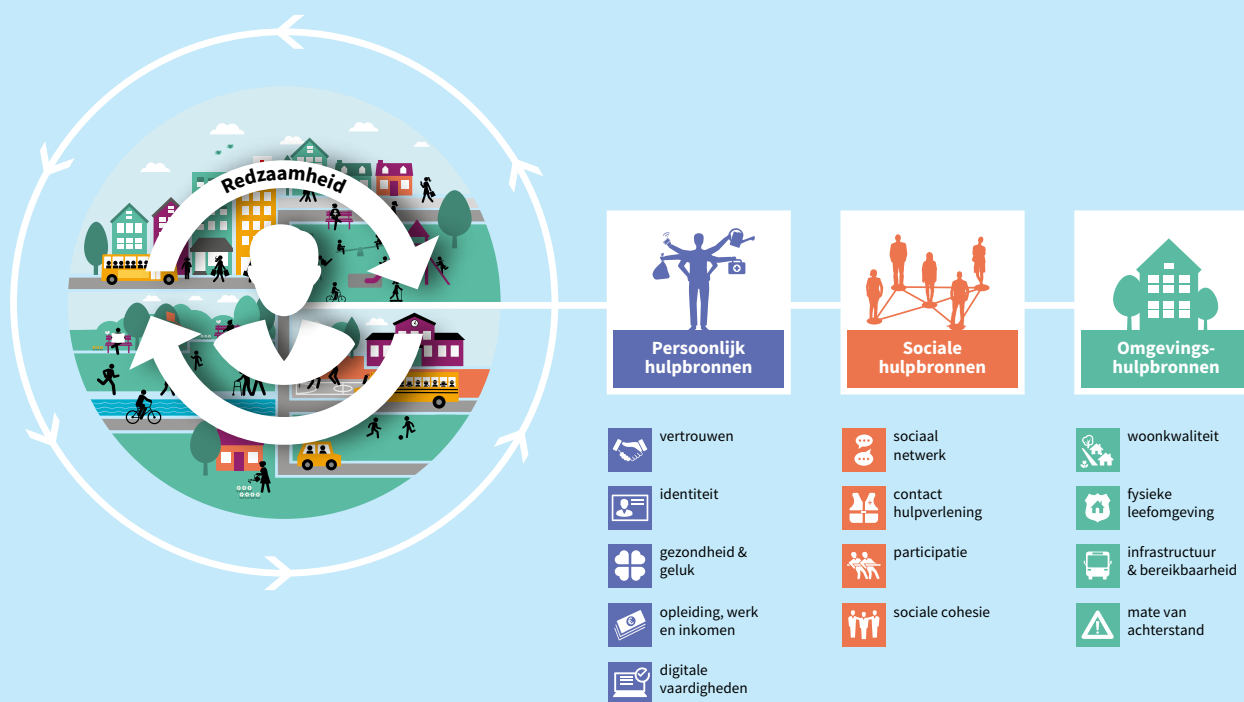 Redzaamheid
Persoonlijk
hulpbronnen
vertrouwen
identiteit
gezondheid &
geluk
opleiding, werk
en inkomen
digitale
vaardigheden
Sociale
hulpbronnen
sociaal
netwerk
contact
hulpverlening
participatie
sociale cohesie
Omgevings-
hulpbronnen
woonkwaliteit
fysieke
leefomgeving
infrastructuur
& bereikbaarheid
mate van
achterstand